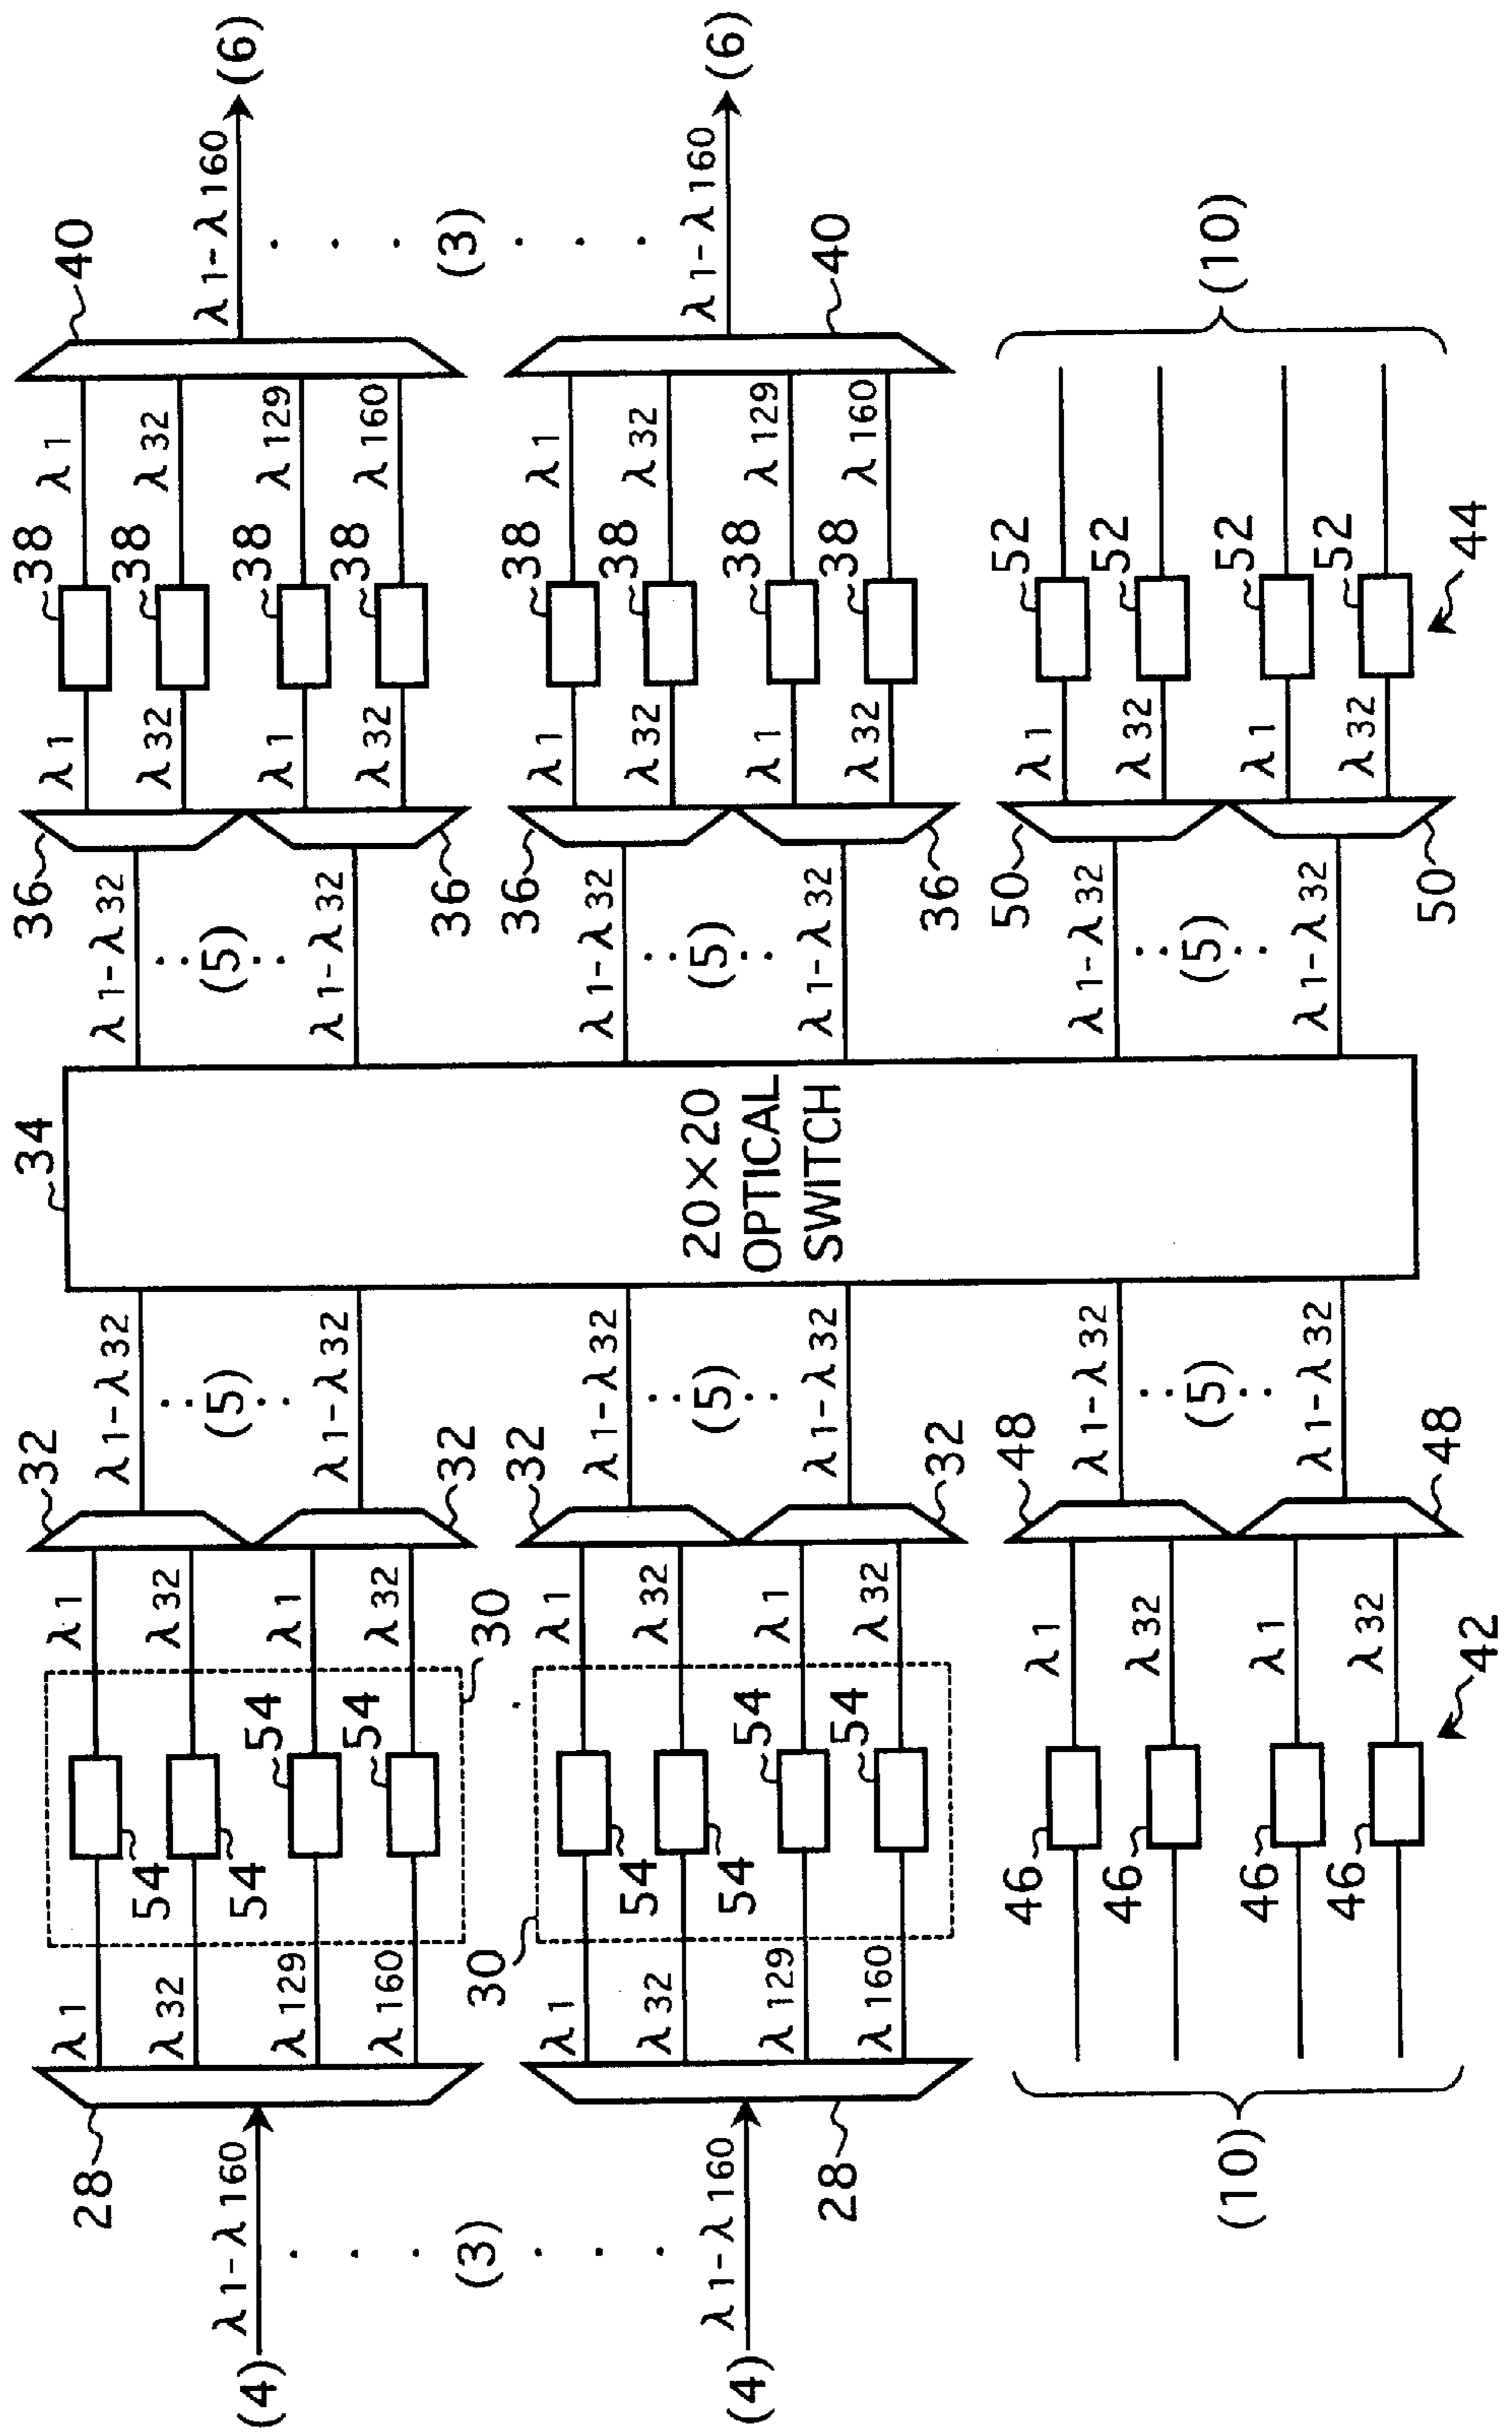 (4)
λ1-λ160
(3)
(4)
λ1-λ160
28
28
(10)
λ1
λ32
λ129
λ160
λ1
λ32
λ129
λ160
30
30
54
54
54
54
54
54
54
54
46
46
46
46
42
λ1
λ32
λ1
λ32
λ1
λ32
λ1
λ32
λ1
λ32
λ1
λ32
32
32
32
32
48
48
λ1-λ32
(5)
λ1-λ32
λ1-λ32
(5)
λ1-λ32
λ1-λ32
(5)
λ1-λ32
34
20×20
OPTICAL
SWITCH
λ1-λ32
(5)
λ1-λ32
λ1-λ32
(5)
λ1-λ32
λ1-λ32
(5)
λ1-λ32
36
36
36
36
50
50
λ1
λ32
λ1
λ32
λ1
λ32
λ1
λ32
λ1
λ32
λ1
λ32
38
38
38
38
38
38
38
38
52
52
52
52
44
λ1
λ32
λ129
λ160
λ1
λ32
λ129
λ160
40
40
(10)
λ1-λ160
(6)
(3)
λ1-λ160
(6)